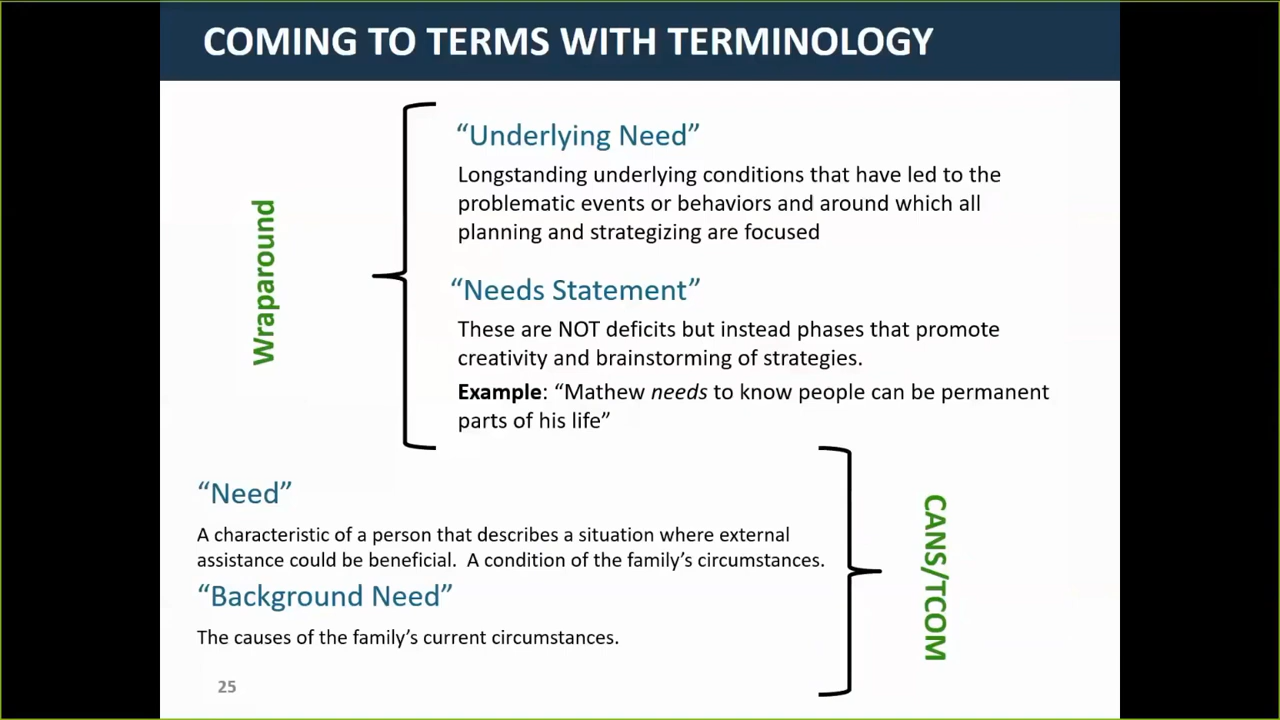 COMING TO TERMS WITH TERMINOLOGY
Wraparound
“Underlying Need”
Longstanding underlying conditions that have led to the
problematic events or behaviors and around which all
planning and strategizing are focused
“Needs Statement”
These are NOT deficits but instead phases that promote
creativity and brainstorming of strategies.
Example: “Mathew needs to know people can be permanent
parts of his life”
“Need”
A characteristic of a person that describes a situation where external
assistance could be beneficial.  A condition of the family’s circumstances.
“Background Need”
The causes of the family’s current circumstances.
CANS/TCOM
25